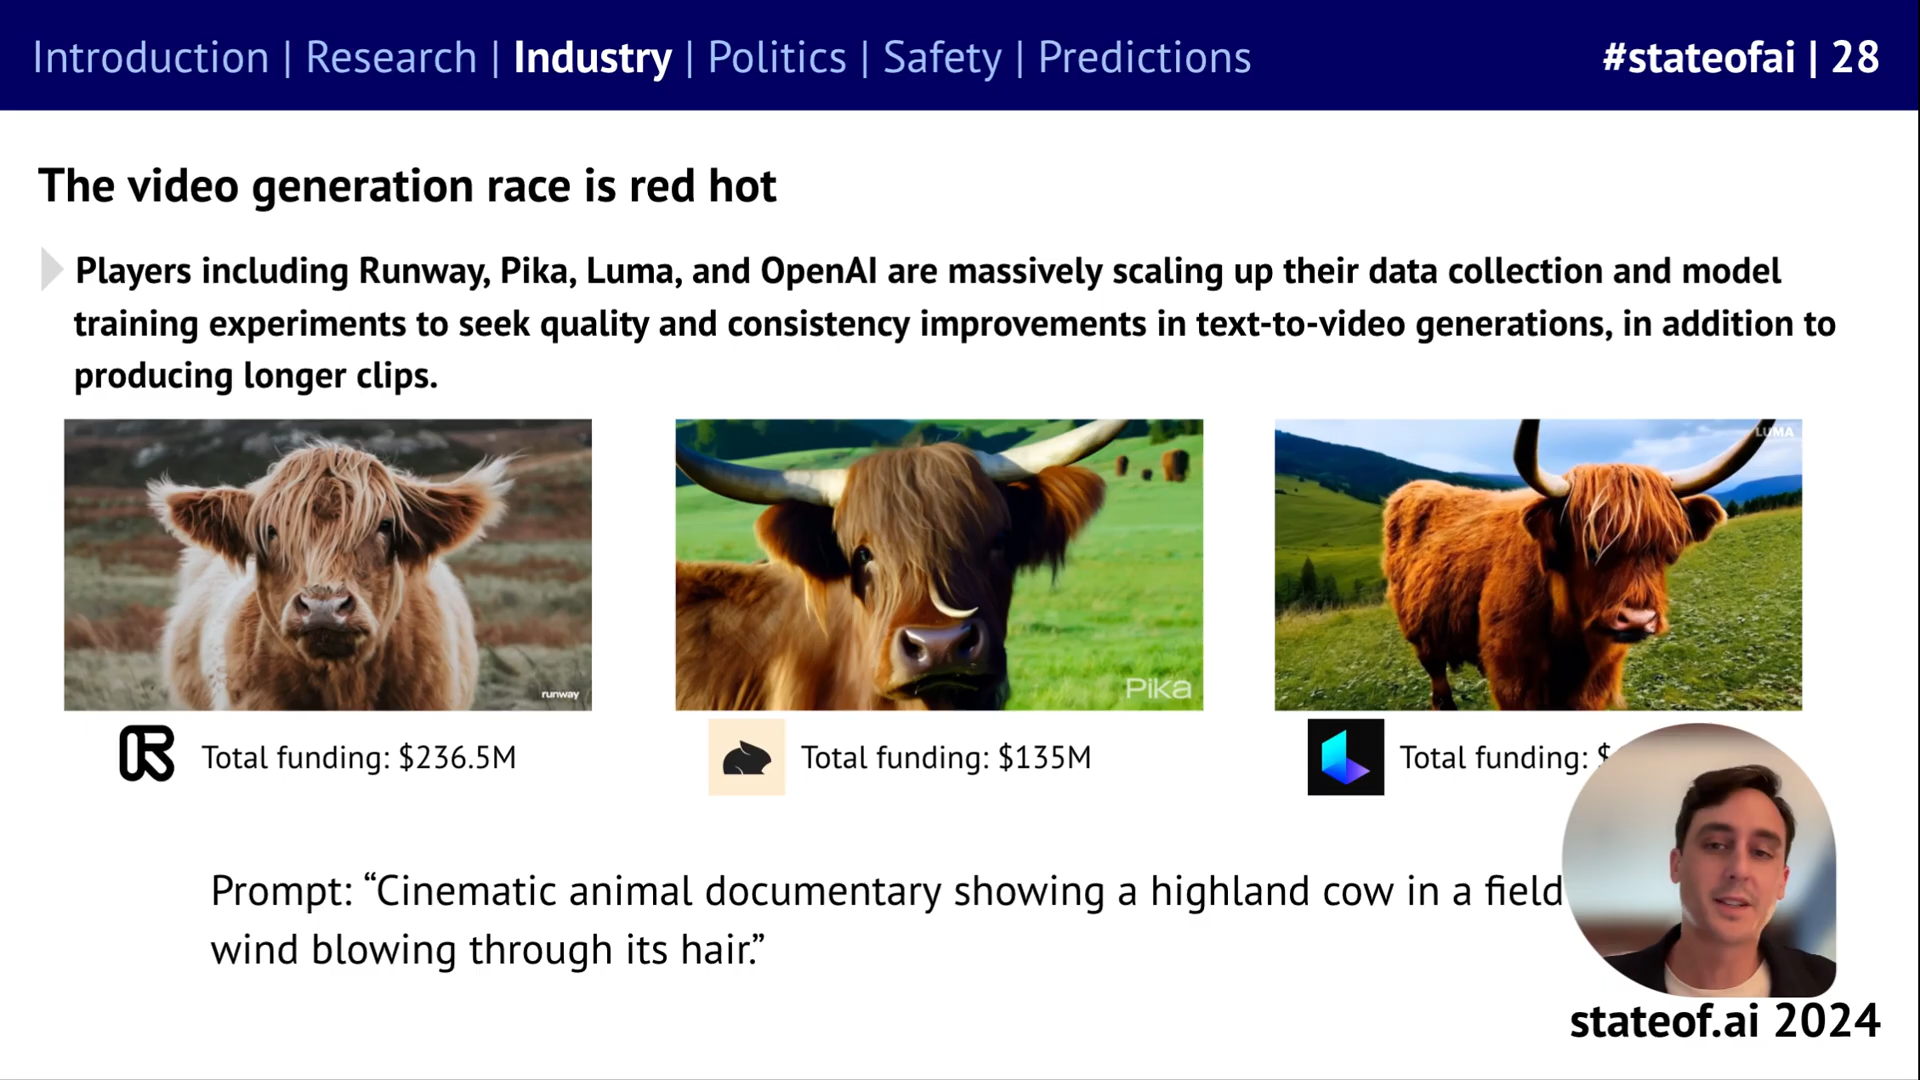 Introduction | Research | Industry | Politics | Safety | Predictions
#stateofai | 28
The video generation race is red hot
Players including Runway, Pika, Luma, and OpenAI are massively scaling up their data collection and model
training experiments to seek quality and consistency improvements in text-to-video generations, in addition to
producing longer clips.
runway
Pika
LUMA
Total funding: $236.5M
Total funding: $135M
Total funding: $
Prompt: “Cinematic animal documentary showing a highland cow in a field
wind blowing through its hair.”
stateof.ai 2024